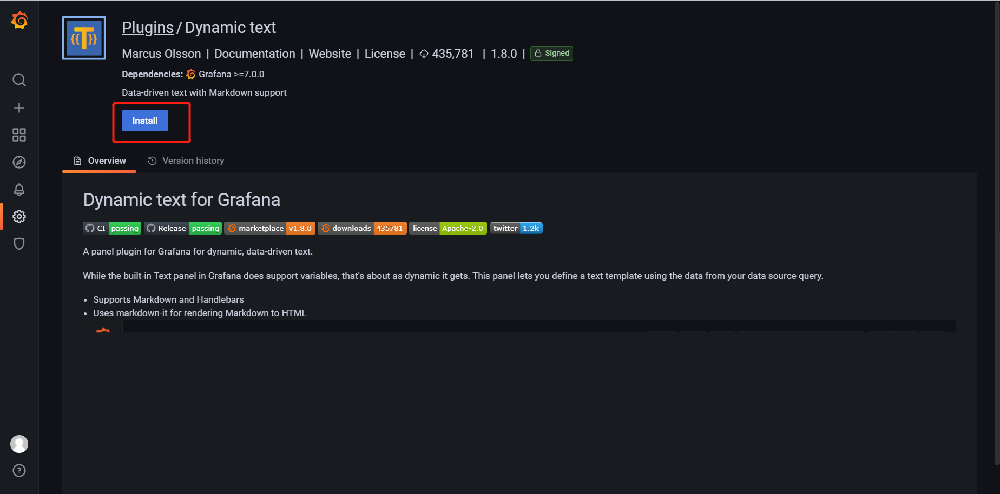 Plugins / Dynamic text
{{T}}
Marcus Olsson | Documentation | Website | License | 435,781 | 1.8.0 | Signed
Dependencies: Grafana >=7.0.0
Data-driven text with Markdown support
Install
Overview Version history
Dynamic text for Grafana
CI passing Release passing marketplace v1.8.0 downloads 435781 license Apache-2.0 twitter 1.2k
A panel plugin for Grafana for dynamic, data-driven text.
While the built-in Text panel in Grafana does support variables, that's about as dynamic it gets. This panel lets you define a text template using the data from your data source query.
• Supports Markdown and Handlebars
• Uses markdown-it for rendering Markdown to HTML